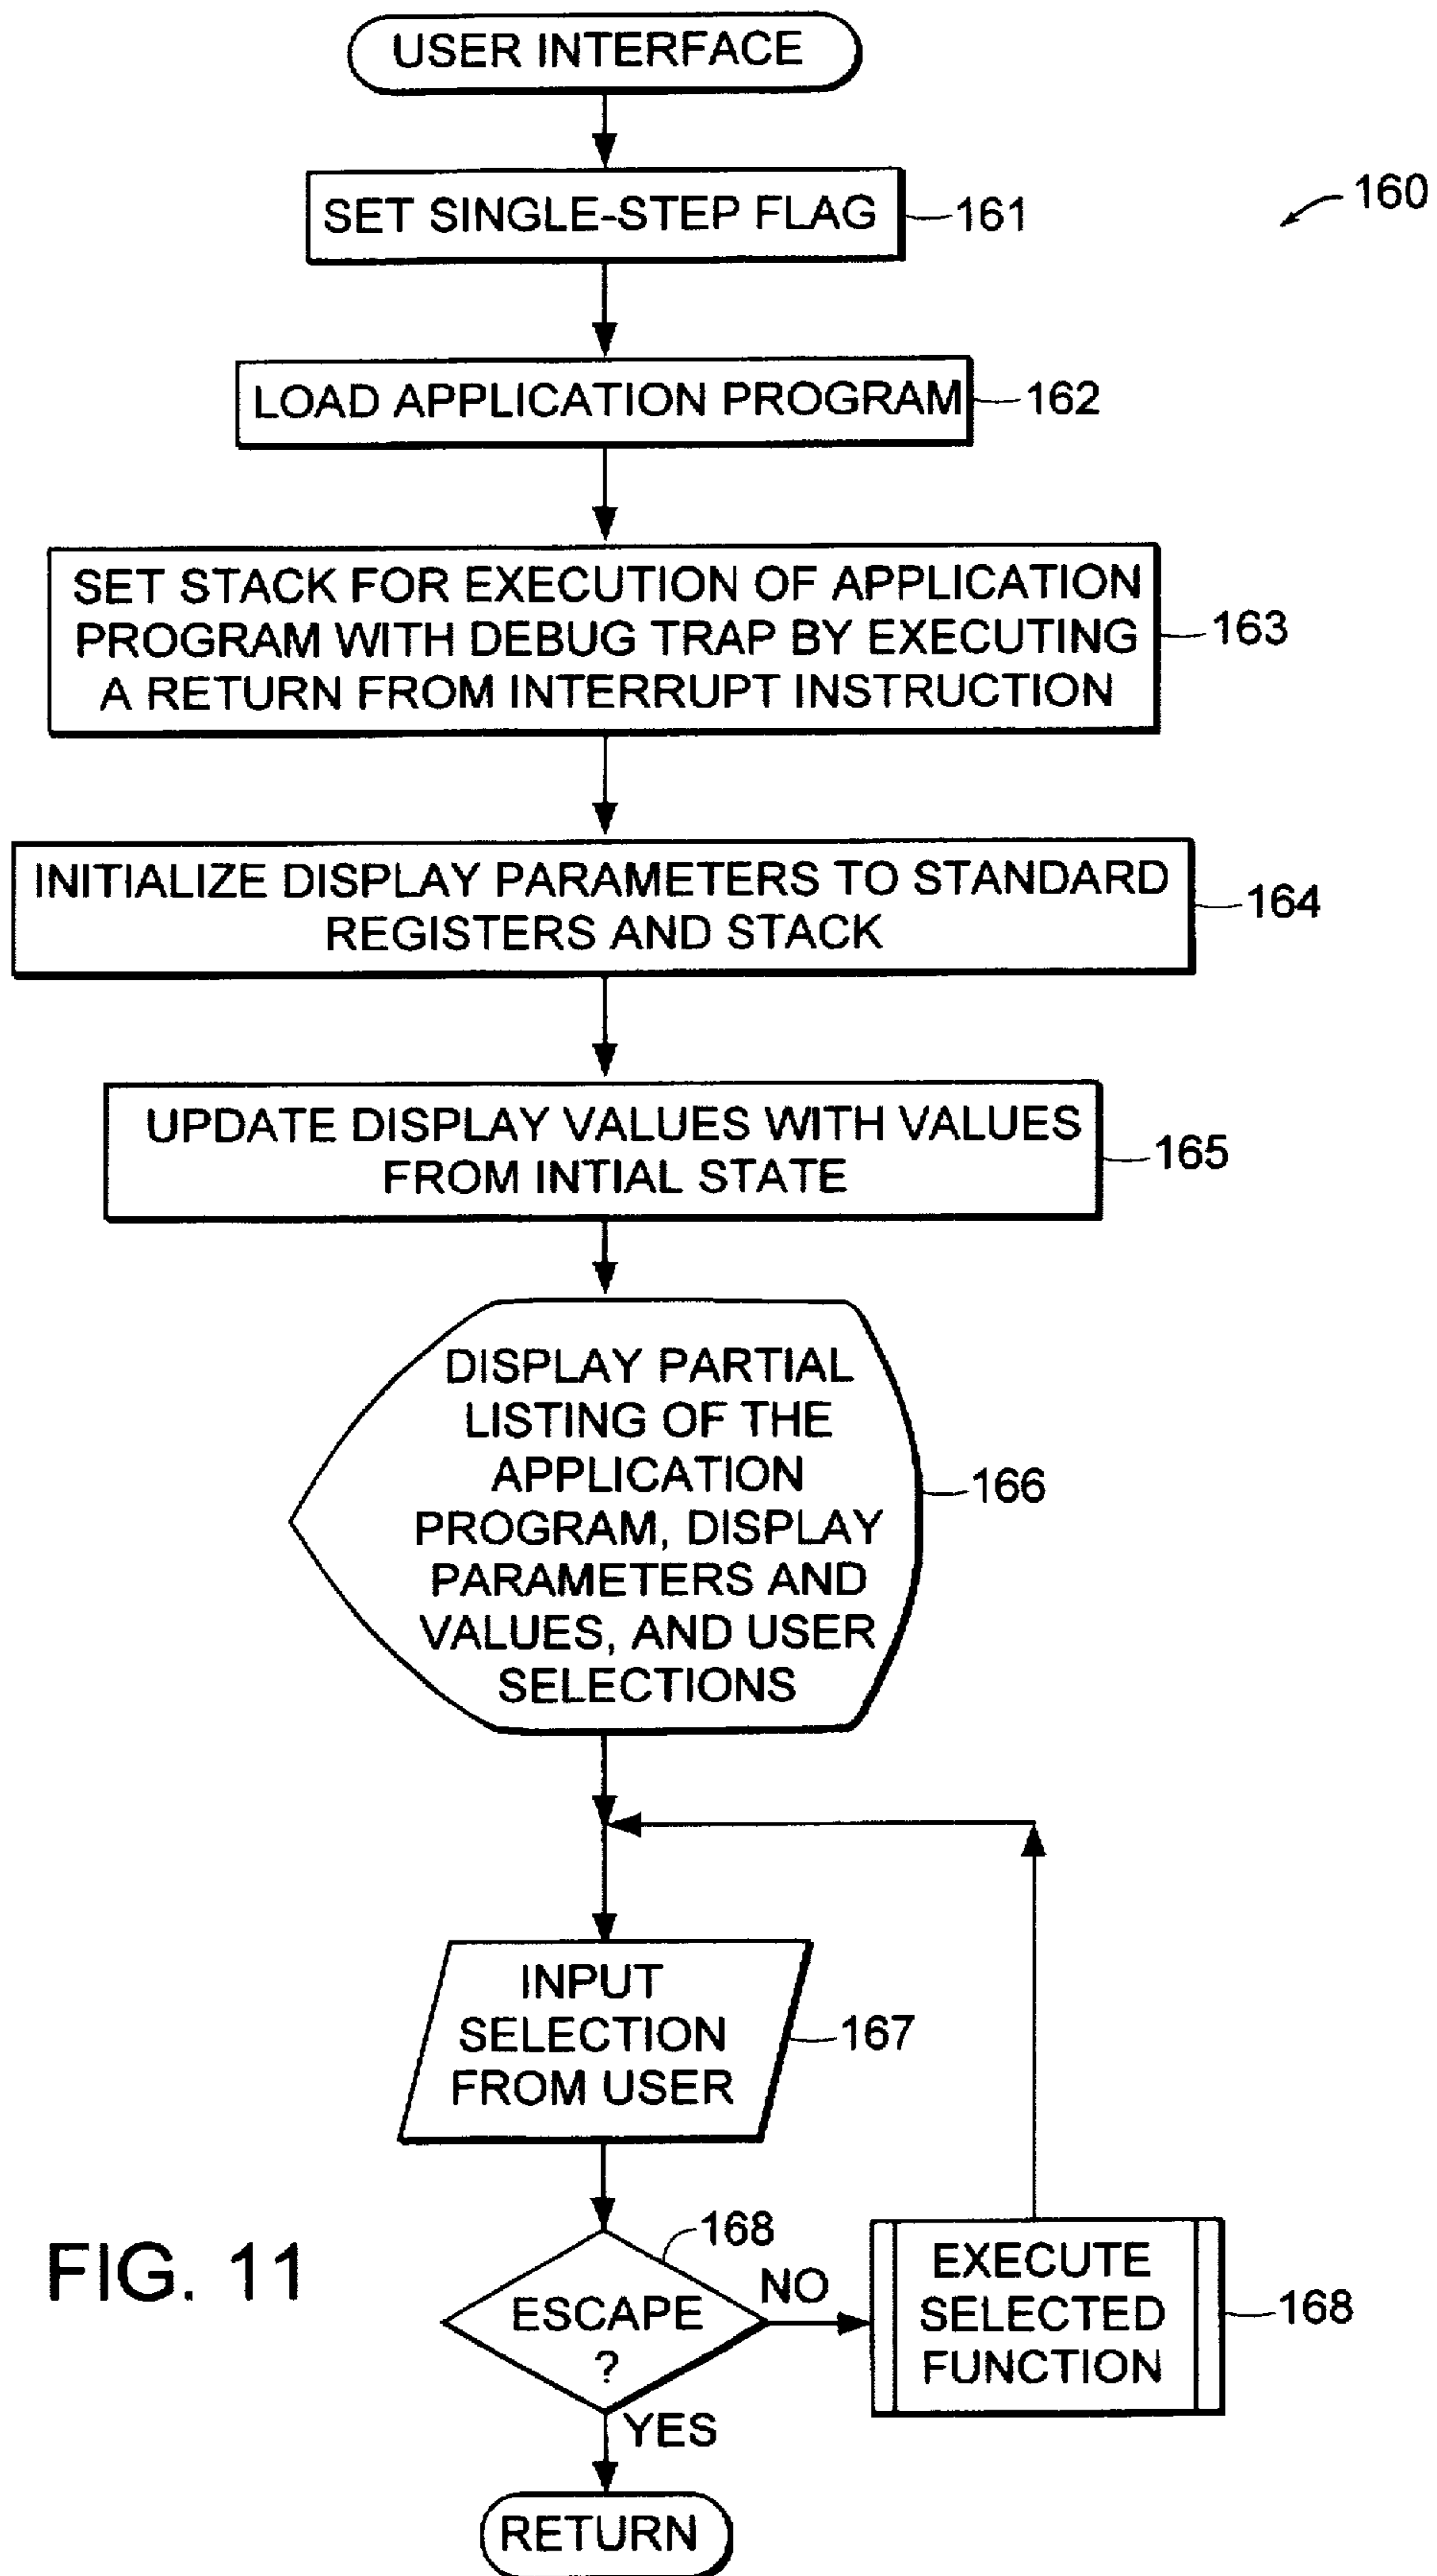 USER INTERFACE
160
SET SINGLE-STEP FLAG
161
LOAD APPLICATION PROGRAM
162
SET STACK FOR EXECUTION OF APPLICATION
PROGRAM WITH DEBUG TRAP BY EXECUTING
A RETURN FROM INTERRUPT INSTRUCTION
163
INITIALIZE DISPLAY PARAMETERS TO STANDARD
REGISTERS AND STACK
164
UPDATE DISPLAY VALUES WITH VALUES
FROM INTIAL STATE
165
DISPLAY PARTIAL
LISTING OF THE
APPLICATION
PROGRAM, DISPLAY
PARAMETERS AND
VALUES, AND USER
SELECTIONS
166
INPUT
SELECTION
FROM USER
167
168
ESCAPE
?
NO
EXECUTE
SELECTED
FUNCTION
168
YES
RETURN
FIG. 11